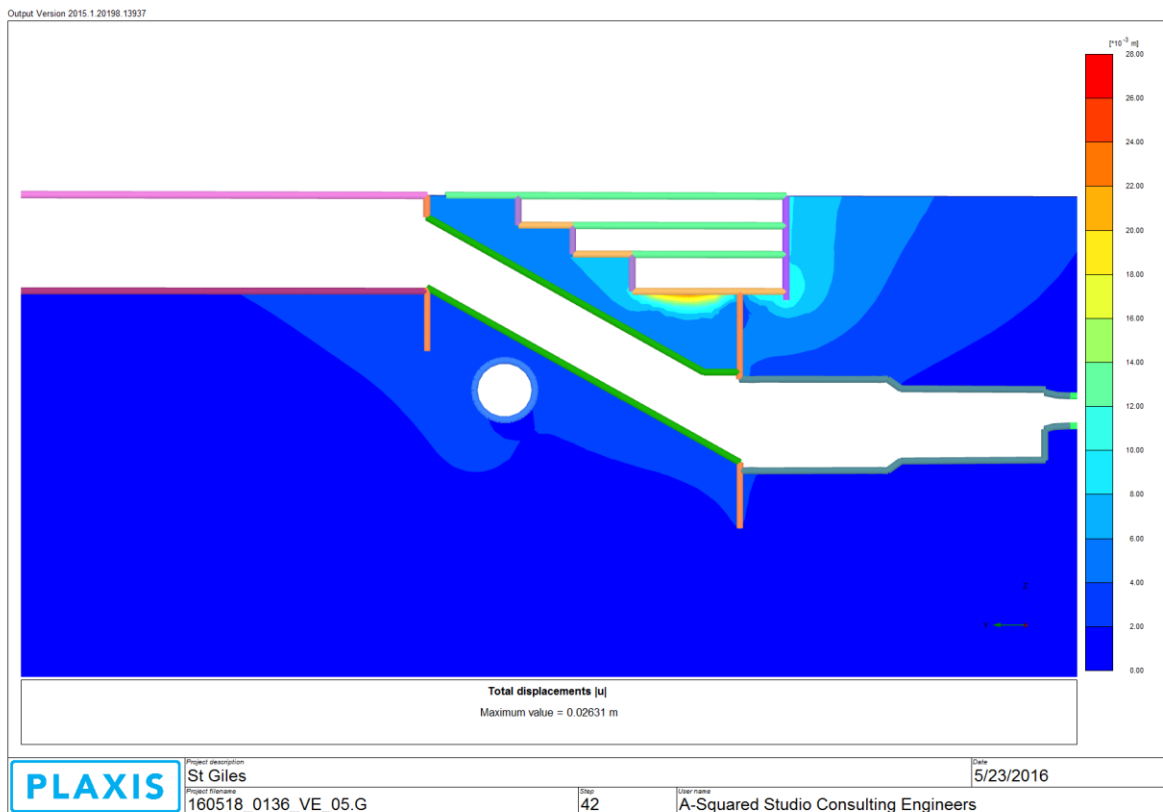 Output Version 2015.1.20198.13937
[*10⁻³ m]
28.00
26.00
24.00
22.00
20.00
18.00
16.00
14.00
12.00
10.00
8.00
6.00
4.00
2.00
0.00
Z
Total displacements |u|
Maximum value = 0.02631 m
PLAXIS
Project description
St Giles
Date
5/23/2016
Project filename
160518_0136_VE_05.G
Step
42
User name
A-Squared Studio Consulting Engineers